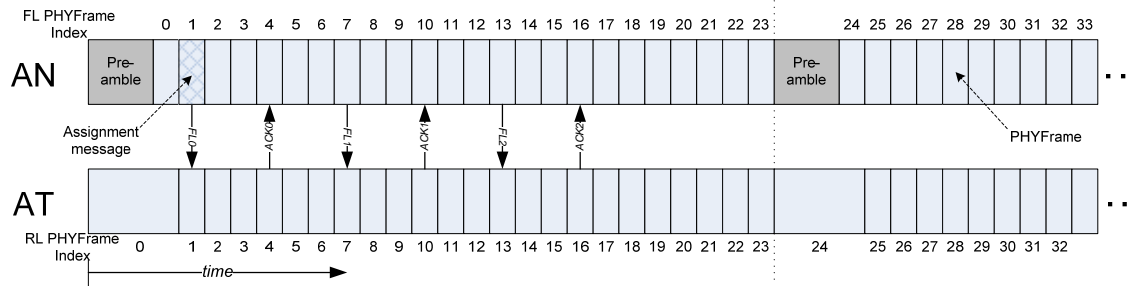 FL PHYFrame
Index
0 1 2 3 4 5 6 7 8 9 10 11 12 13 14 15 16 17 18 19 20 21 22 23 24 25 26 27 28 29 30 31 32 33
AN
Pre-
amble
Pre-
amble
. .
Assignment
message
FL0
ACK0
FL1
ACK1
FL2
ACK2
PHYFrame
AT
. .
RL PHYFrame
Index
0 1 2 3 4 5 6 7 8 9 10 11 12 13 14 15 16 17 18 19 20 21 22 23 24 25 26 27 28 29 30 31 32
time